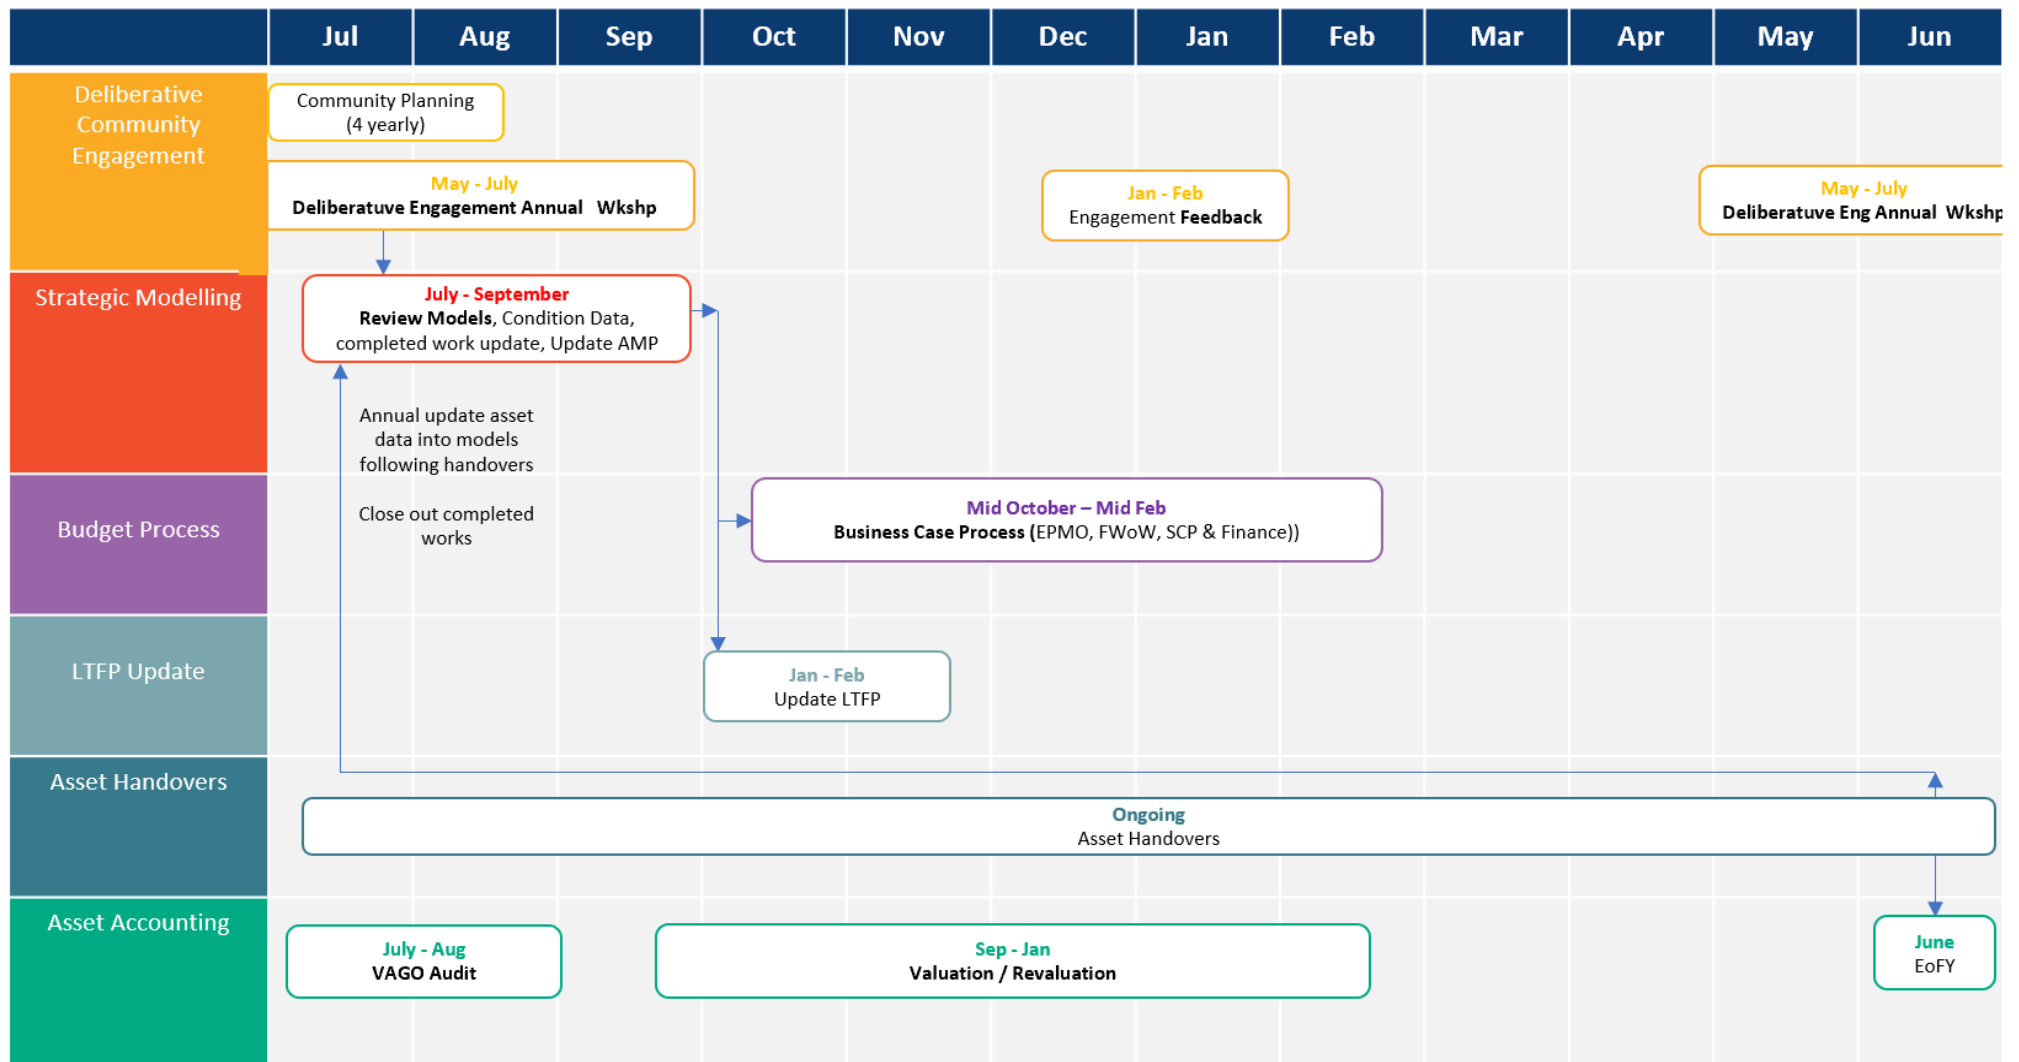 Jul Aug Sep Oct Nov Dec Jan Feb Mar Apr May Jun
Deliberative
Community
Engagement
Community Planning
(4 yearly)
May - July
Deliberatuve Engagement Annual Wkshp
Jan - Feb
Engagement Feedback
May - July
Deliberatuve Eng Annual Wkshp
Strategic Modelling
July - September
Review Models, Condition Data,
completed work update, Update AMP
Annual update asset
data into models
following handovers
Close out completed
works
Budget Process
Mid October – Mid Feb
Business Case Process (EPMO, FWoW, SCP & Finance))
LTFP Update
Jan - Feb
Update LTFP
Asset Handovers
Ongoing
Asset Handovers
Asset Accounting
July - Aug
VAGO Audit
Sep - Jan
Valuation / Revaluation
June
EoFY